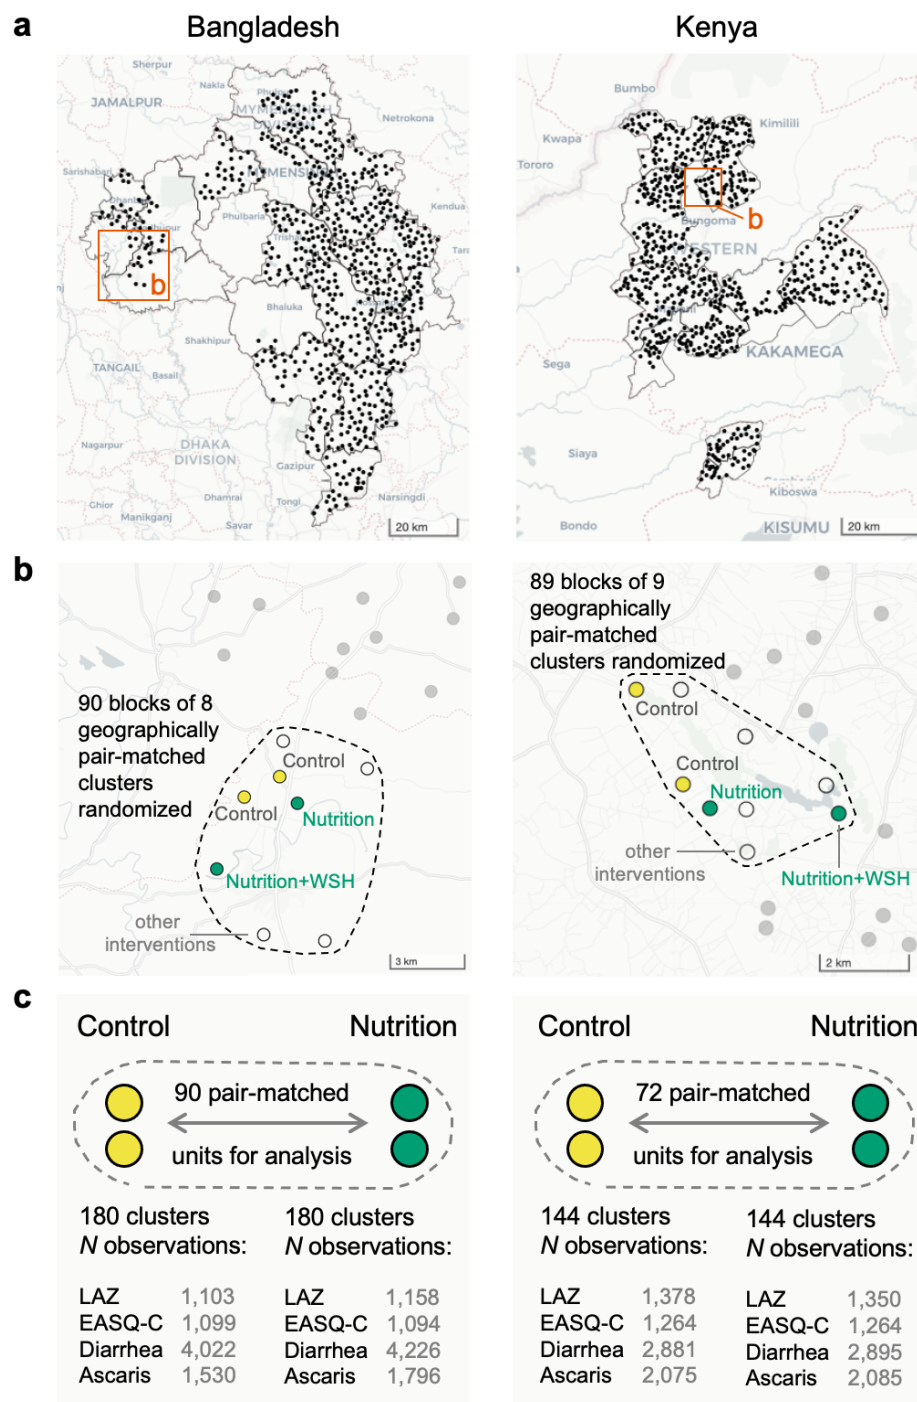 a
Bangladesh
Kenya
Sherpur
Nakla
JAMALPUR
Netrokona
Sarishabari
Phulbaria
Kendua
Bhaluka
Shakhipur
TANGAIL
Basail
Nagarpur
DHAKA
DIVISION
Gazipur
Ghior
Dhamrai
Tongi
Narsingdi
Manikganj
Savar
20 km
b
Bumbo
Kimilili
Kwapa
Tororo
b
Bungoma
WESTERN
KAKAMEGA
Sega
Siaya
Kiboswa
Bondo
KISUMU
20 km
b
90 blocks of 8
geographically
pair-matched
clusters
randomized
Control
Control
Nutrition
Nutrition+WSH
other
interventions
3 km
89 blocks of 9
geographically
pair-matched
clusters randomized
Control
Control
Nutrition
other
interventions
Nutrition+WSH
2 km
c
Control Nutrition
90 pair-matched
units for analysis
180 clusters
N observations:
LAZ 1,103
EASQ-C 1,099
Diarrhea 4,022
Ascaris 1,530
180 clusters
N observations:
LAZ 1,158
EASQ-C 1,094
Diarrhea 4,226
Ascaris 1,796
Control Nutrition
72 pair-matched
units for analysis
144 clusters
N observations:
LAZ 1,378
EASQ-C 1,264
Diarrhea 2,881
Ascaris 2,075
144 clusters
N observations:
LAZ 1,350
EASQ-C 1,264
Diarrhea 2,895
Ascaris 2,085